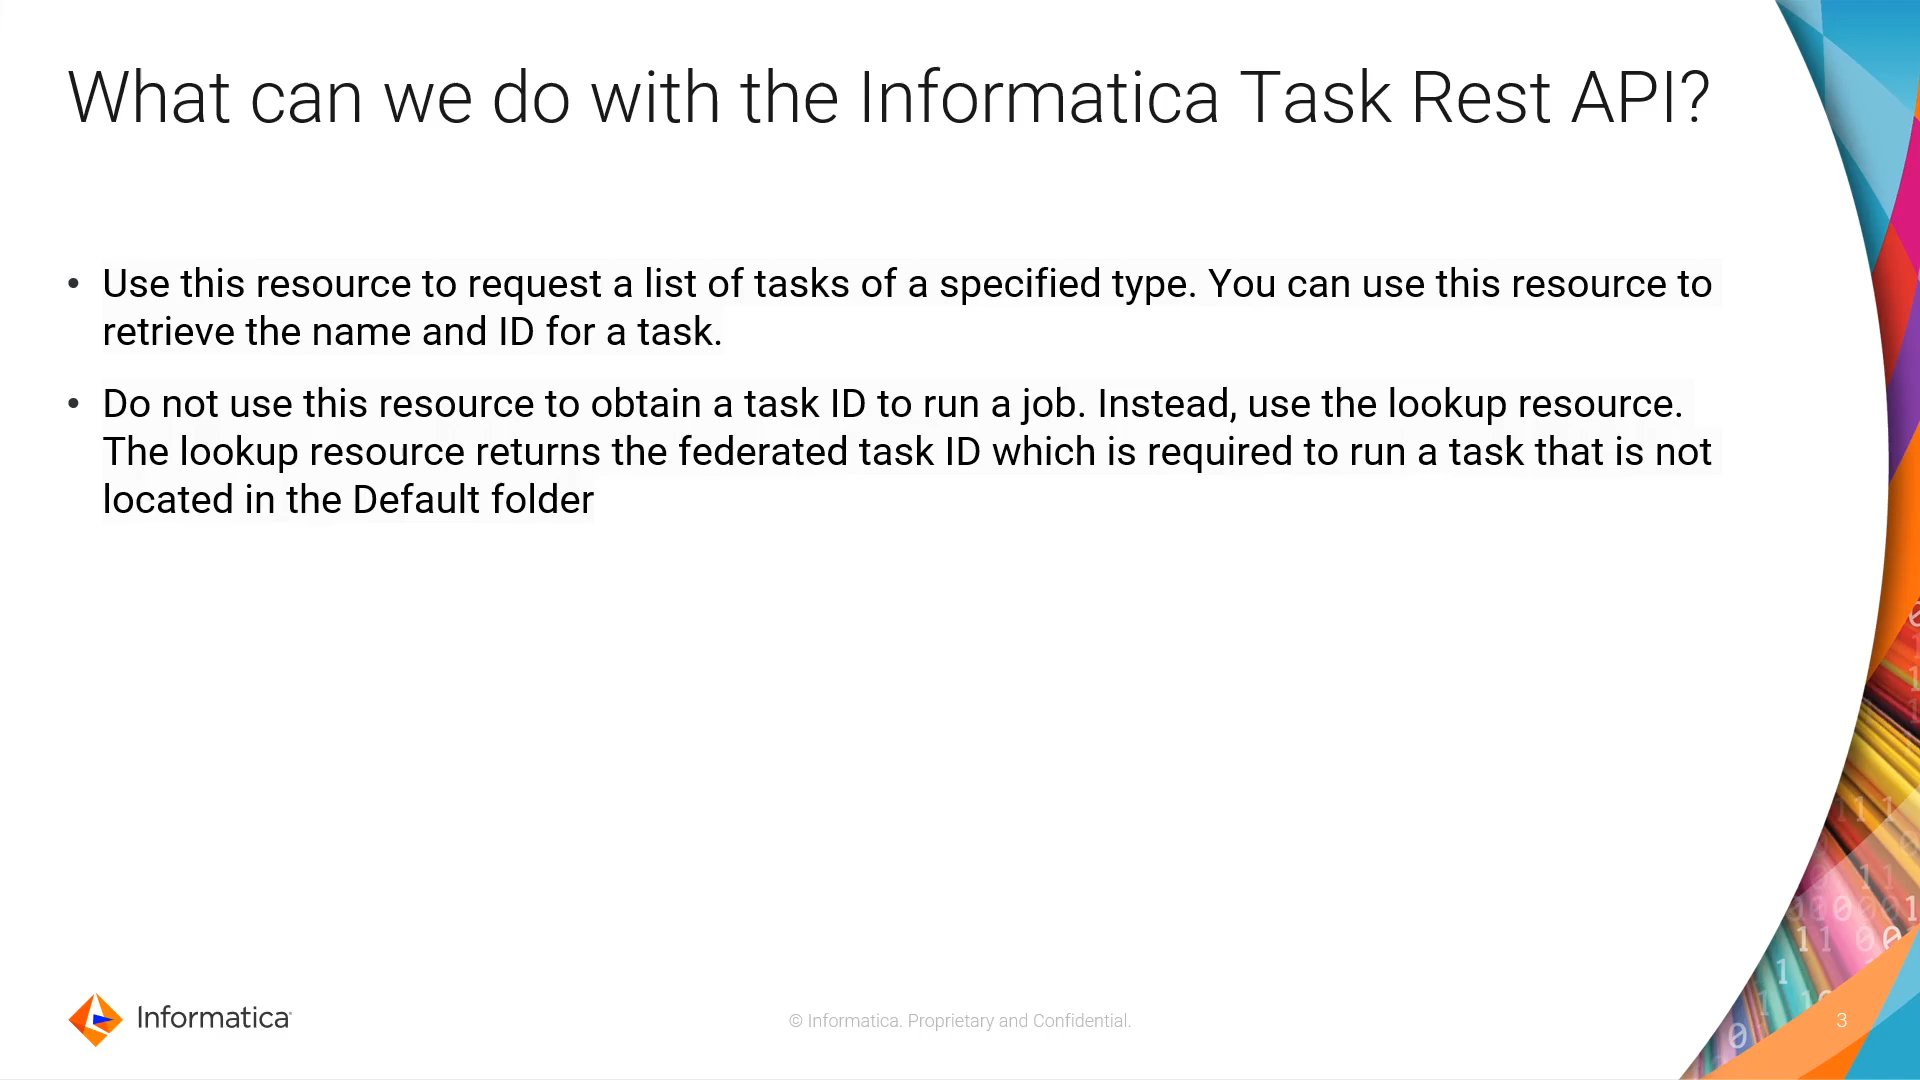 What can we do with the Informatica Task Rest API?
• Use this resource to request a list of tasks of a specified type. You can use this resource to
retrieve the name and ID for a task.
• Do not use this resource to obtain a task ID to run a job. Instead, use the lookup resource.
The lookup resource returns the federated task ID which is required to run a task that is not
located in the Default folder
Informatica
© Informatica. Proprietary and Confidential.
3